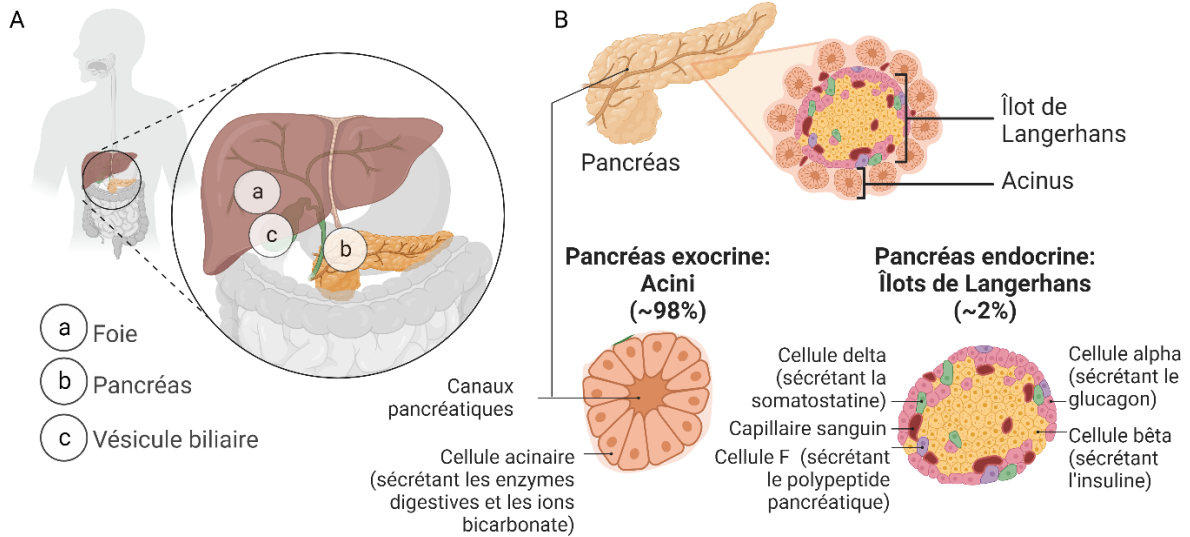 A
a
c
b
a Foie
b Pancréas
c Vésicule biliaire
B
Pancréas
Îlot de
Langerhans
Acinus
Pancréas exocrine:
Acini
(~98%)
Canaux
pancréatiques
Cellule acinaire
(sécrétant les enzymes
digestives et les ions
bicarbonate)
Pancréas endocrine:
Îlots de Langerhans
(~2%)
Cellule delta
(sécrétant la
somatostatine)
Capillaire sanguin
Cellule F (sécrétant
le polypeptide
pancréatique)
Cellule alpha
(sécrétant le
glucagon)
Cellule bêta
(sécrétant
l'insuline)